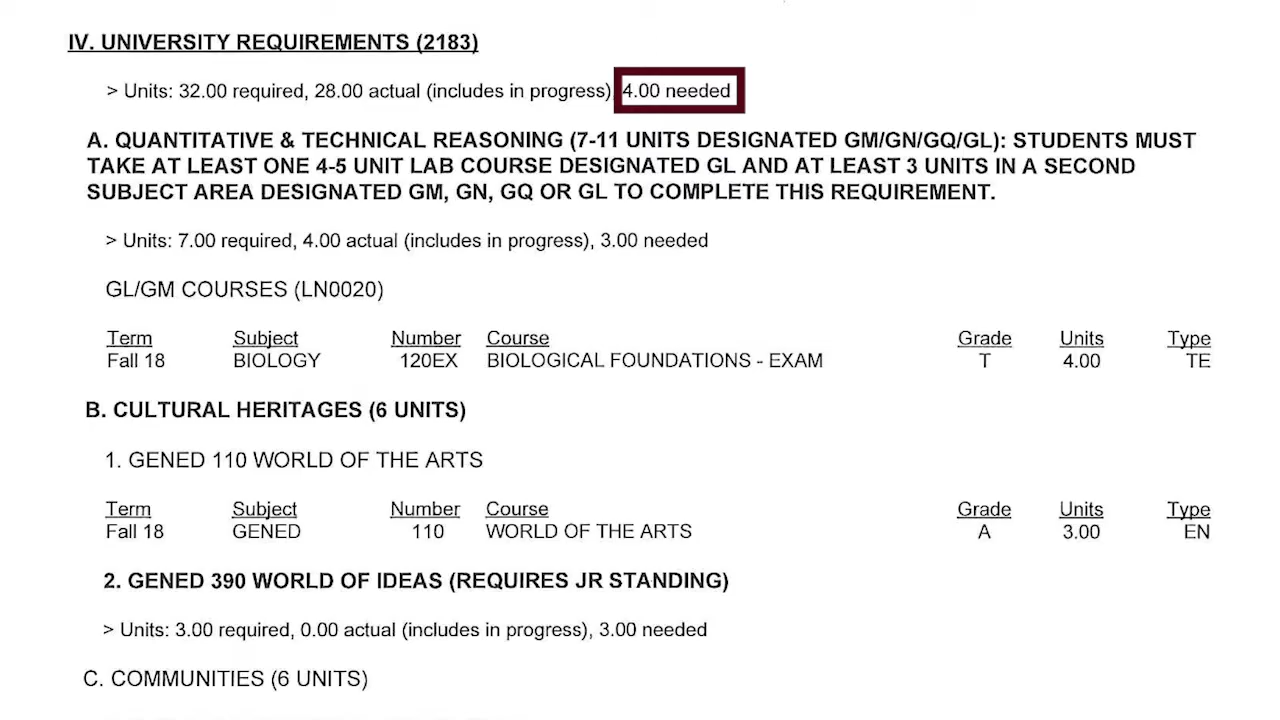 IV. UNIVERSITY REQUIREMENTS (2183)
> Units: 32.00 required, 28.00 actual (includes in progress), 4.00 needed
A. QUANTITATIVE & TECHNICAL REASONING (7-11 UNITS DESIGNATED GM/GN/GQ/GL): STUDENTS MUST
TAKE AT LEAST ONE 4-5 UNIT LAB COURSE DESIGNATED GL AND AT LEAST 3 UNITS IN A SECOND
SUBJECT AREA DESIGNATED GM, GN, GQ OR GL TO COMPLETE THIS REQUIREMENT.
> Units: 7.00 required, 4.00 actual (includes in progress), 3.00 needed
GL/GM COURSES (LN0020)
Term Subject Number Course Grade Units Type
Fall 18 BIOLOGY 120EX BIOLOGICAL FOUNDATIONS - EXAM T 4.00 TE
B. CULTURAL HERITAGES (6 UNITS)
1. GENED 110 WORLD OF THE ARTS
Term Subject Number Course Grade Units Type
Fall 18 GENED 110 WORLD OF THE ARTS A 3.00 EN
2. GENED 390 WORLD OF IDEAS (REQUIRES JR STANDING)
> Units: 3.00 required, 0.00 actual (includes in progress), 3.00 needed
C. COMMUNITIES (6 UNITS)